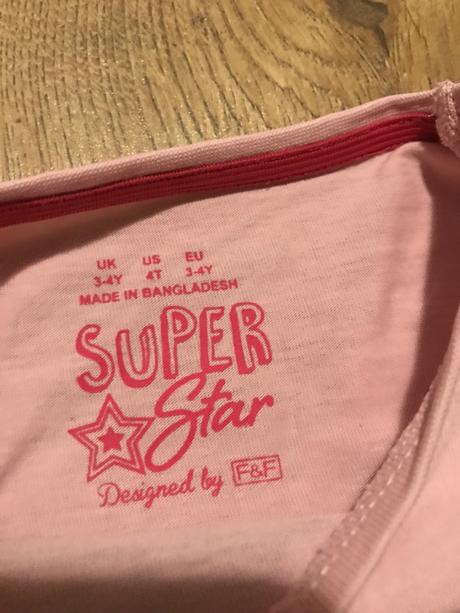 UK US EU
3-4Y 4T 3-4Y
MADE IN BANGLADESH
SUPER
Star
Designed by F&F